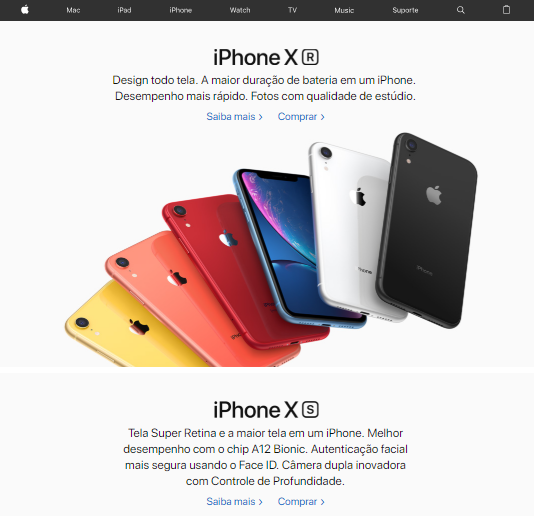 Mac iPad iPhone Watch TV Music Suporte
iPhone XR
Design todo tela. A maior duração de bateria em um iPhone.
Desempenho mais rápido. Fotos com qualidade de estúdio.
Saiba mais > Comprar >
iPhone
iPhone
iPhone XS
Tela Super Retina e a maior tela em um iPhone. Melhor
desempenho com o chip A12 Bionic. Autenticação facial
mais segura usando o Face ID. Câmera dupla inovadora
com Controle de Profundidade.
Saiba mais > Comprar >